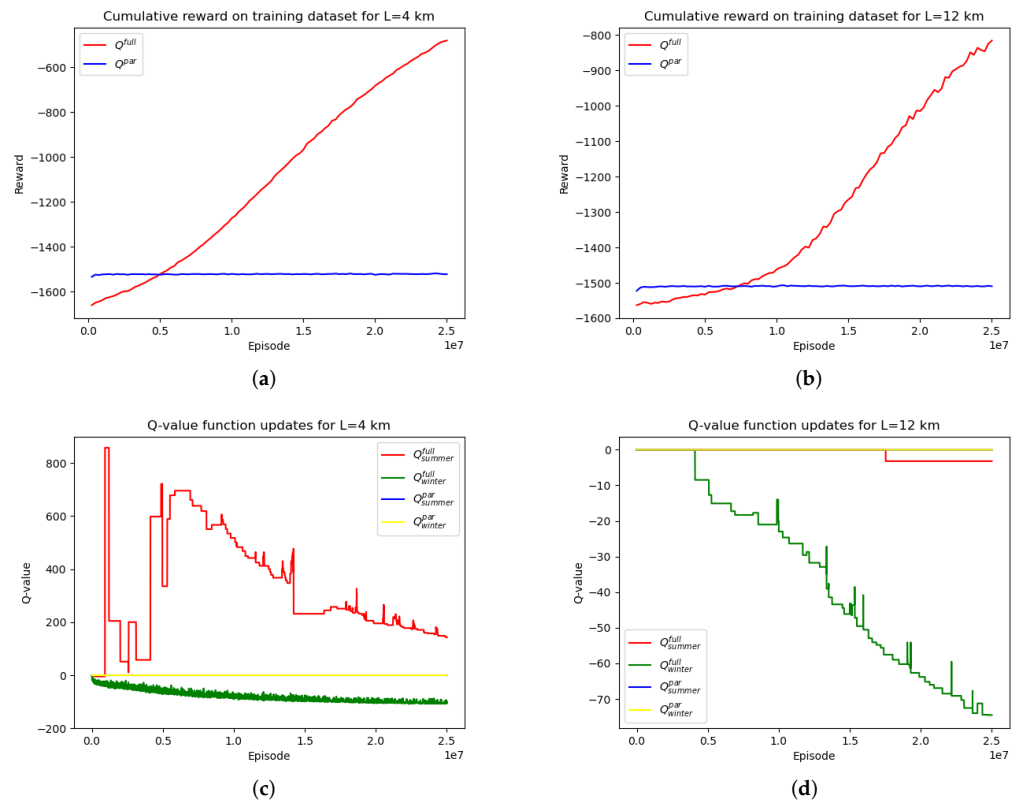 Cumulative reward on training dataset for L=4 km
Q^full
Q^par
−600
−800
−1000
−1200
−1400
−1600
Reward
0.0
0.5
1.0
1.5
2.0
2.5
1e7
Episode
(a)
Cumulative reward on training dataset for L=12 km
Q^full
Q^par
−800
−900
−1000
−1100
−1200
−1300
−1400
−1500
−1600
Reward
0.0
0.5
1.0
1.5
2.0
2.5
1e7
Episode
(b)
Q-value function updates for L=4 km
Q^full_summer
Q^full_winter
Q^par_summer
Q^par_winter
800
600
400
200
0
−200
Q-value
0.0
0.5
1.0
1.5
2.0
2.5
1e7
Episode
(c)
Q-value function updates for L=12 km
0
−10
−20
−30
−40
−50
−60
−70
Q-value
Q^full_summer
Q^full_winter
Q^par_summer
Q^par_winter
0.0
0.5
1.0
1.5
2.0
2.5
1e7
Episode
(d)